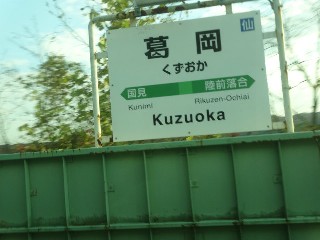 仙
葛岡
くずおか
国見 陸前落合
Kunimi Rikuzen-Ochiai
Kuzuoka